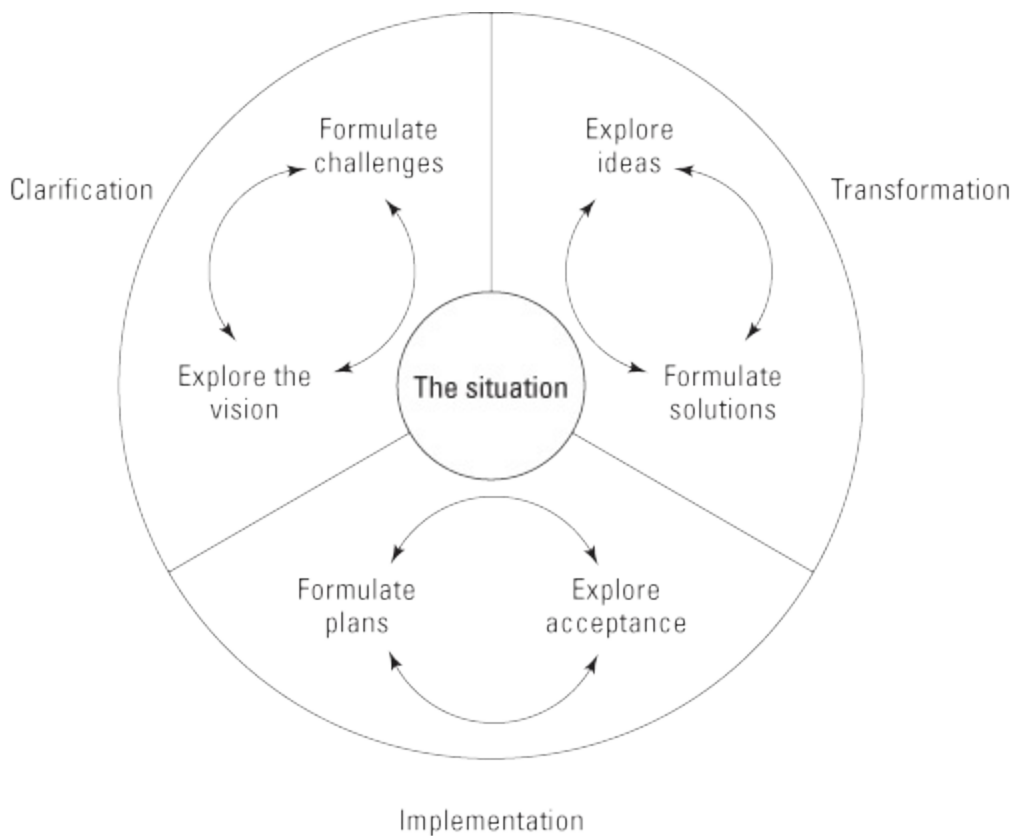 Formulate
challenges
Explore
ideas
Clarification
Transformation
Explore the
vision
The situation
Formulate
solutions
Formulate
plans
Explore
acceptance
Implementation